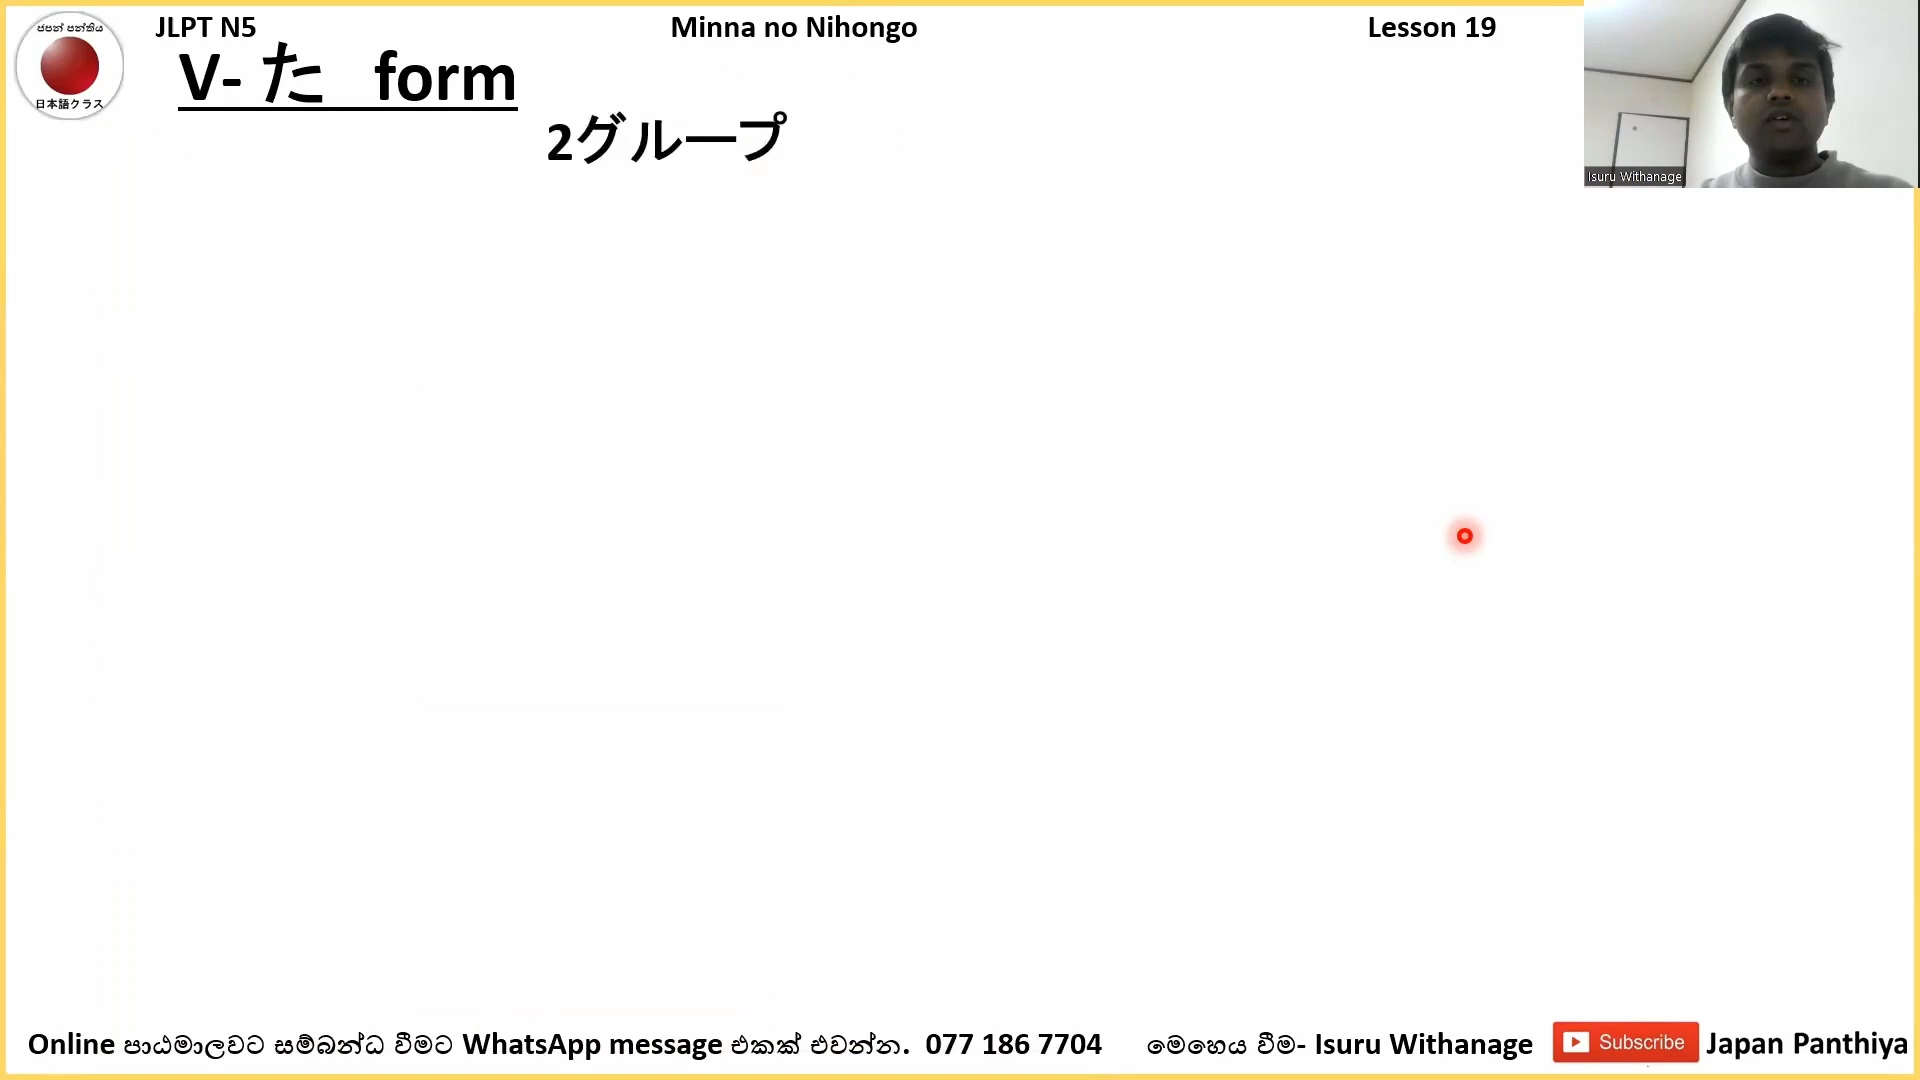 ජපන් පන්තිය
日本語クラス
JLPT N5
Minna no Nihongo
Lesson 19
V- た form
2グループ
Isuru Withanage
Online පාඨමාලවට සම්බන්ධ වීමට WhatsApp message එකක් එවන්න. 077 186 7704
මෙහෙය වීම- Isuru Withanage
Subscribe
Japan Panthiya